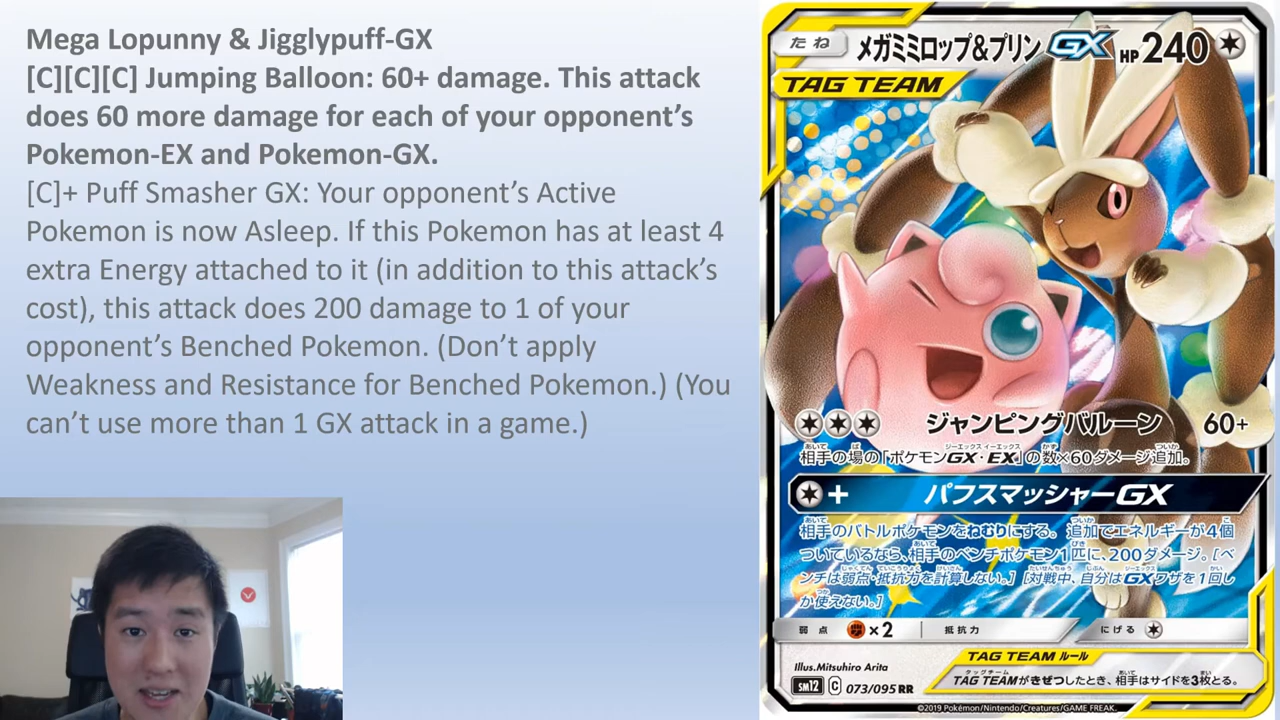 Mega Lopunny & Jigglypuff-GX
[C][C][C] Jumping Balloon: 60+ damage. This attack
does 60 more damage for each of your opponent’s
Pokemon-EX and Pokemon-GX.
[C]+ Puff Smasher GX: Your opponent’s Active
Pokemon is now Asleep. If this Pokemon has at least 4
extra Energy attached to it (in addition to this attack’s
cost), this attack does 200 damage to 1 of your
opponent’s Benched Pokemon. (Don’t apply
Weakness and Resistance for Benched Pokemon.) (You
can’t use more than 1 GX attack in a game.)
たね メガミミロップ&プリンGX HP240
TAG TEAM
ジャンピングバルーン 60+
相手の場の「ポケモンGX・EX」の数×60ダメージ追加。
+ パフスマッシャーGX
相手のバトルポケモンをねむりにする。追加でエネルギーが4個
ついているなら、相手のベンチポケモン1匹に、200ダメージ。[ベ
ンチは弱点・抵抗力を計算しない。] [対戦中、自分はGXワザを1回し
か使えない。]
弱点 ×2 抵抗力 にげる
TAG TEAM ルール
TAG TEAMがきぜつしたとき、相手はサイドを3枚とる。
Illus.Mitsuhiro Arita
SM12 C 073/095 RR
©2019 Pokémon/Nintendo/Creatures/GAME FREAK.